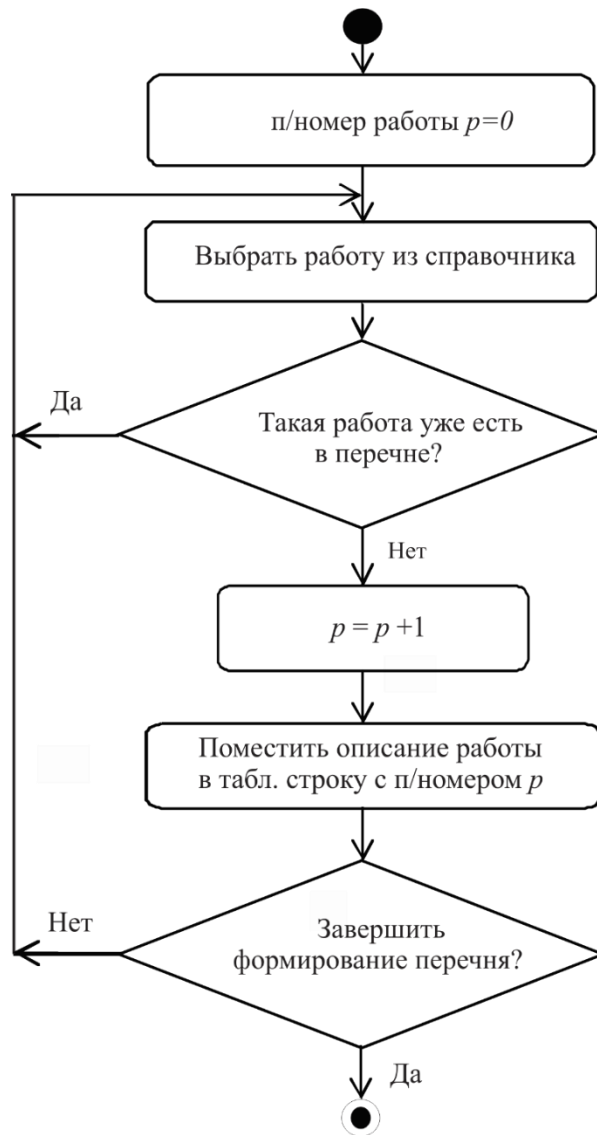 п/номер работы p=0
Выбрать работу из справочника
Да
Такая работа уже есть
в перечне?
Нет
p = p +1
Поместить описание работы
в табл. строку с п/номером p
Нет
Завершить
формирование перечня?
Да